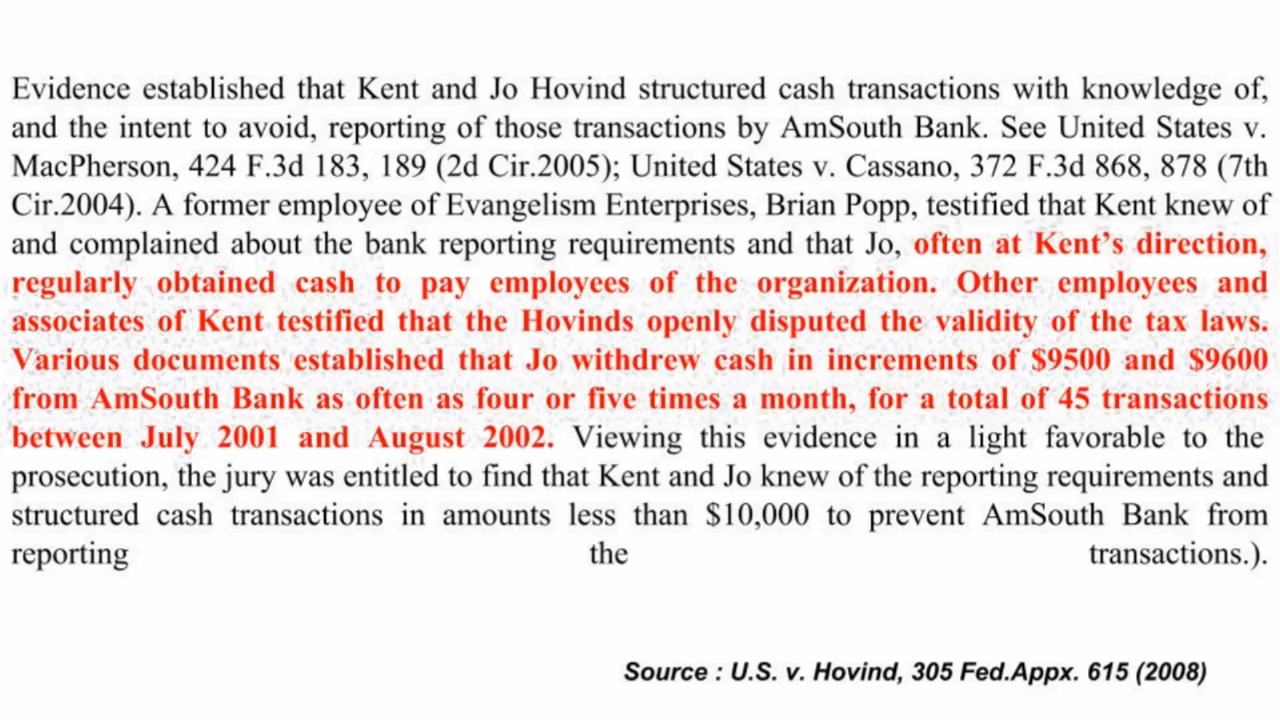 Evidence established that Kent and Jo Hovind structured cash transactions with knowledge of,
and the intent to avoid, reporting of those transactions by AmSouth Bank. See United States v.
MacPherson, 424 F.3d 183, 189 (2d Cir.2005); United States v. Cassano, 372 F.3d 868, 878 (7th
Cir.2004). A former employee of Evangelism Enterprises, Brian Popp, testified that Kent knew of
and complained about the bank reporting requirements and that Jo, often at Kent’s direction,
regularly obtained cash to pay employees of the organization. Other employees and
associates of Kent testified that the Hovinds openly disputed the validity of the tax laws.
Various documents established that Jo withdrew cash in increments of $9500 and $9600
from AmSouth Bank as often as four or five times a month, for a total of 45 transactions
between July 2001 and August 2002. Viewing this evidence in a light favorable to the
prosecution, the jury was entitled to find that Kent and Jo knew of the reporting requirements and
structured cash transactions in amounts less than $10,000 to prevent AmSouth Bank from
reporting the transactions.).
Source : U.S. v. Hovind, 305 Fed.Appx. 615 (2008)